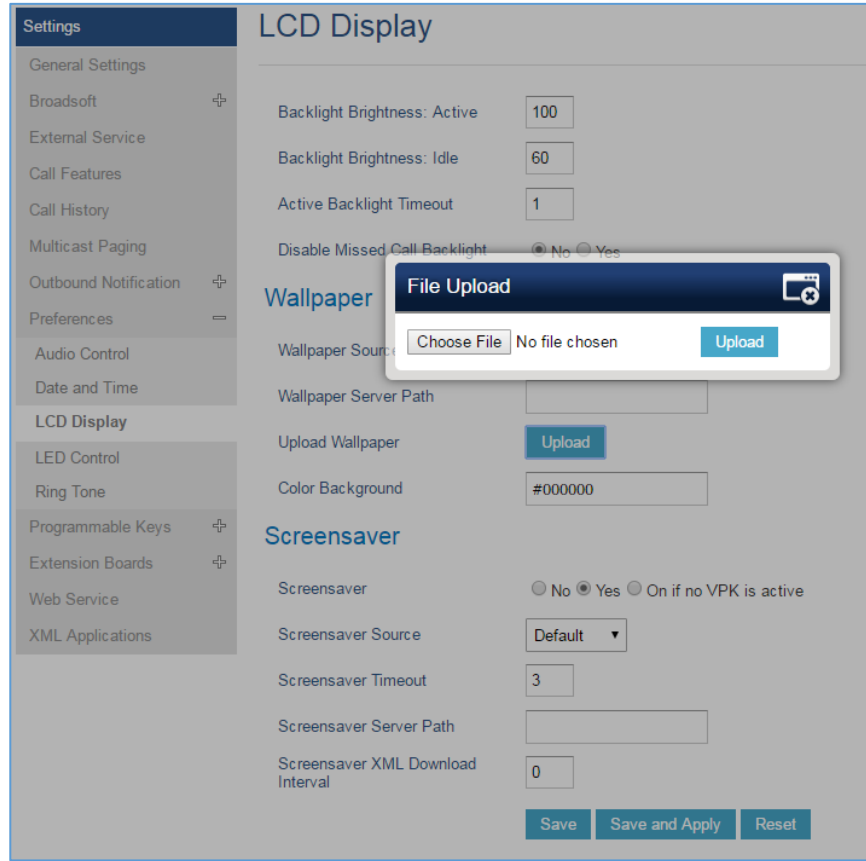 Settings
General Settings
Broadsoft
External Service
Call Features
Call History
Multicast Paging
Outbound Notification
Preferences
Audio Control
Date and Time
LCD Display
LED Control
Ring Tone
Programmable Keys
Extension Boards
Web Service
XML Applications
LCD Display
Backlight Brightness: Active 100
Backlight Brightness: Idle 60
Active Backlight Timeout 1
Disable Missed Call Backlight No Yes
File Upload
Choose File No file chosen Upload
Wallpaper
Wallpaper Source
Wallpaper Server Path
Upload Wallpaper Upload
Color Background #000000
Screensaver
Screensaver No Yes On if no VPK is active
Screensaver Source Default
Screensaver Timeout 3
Screensaver Server Path
Screensaver XML Download
Interval 0
Save Save and Apply Reset